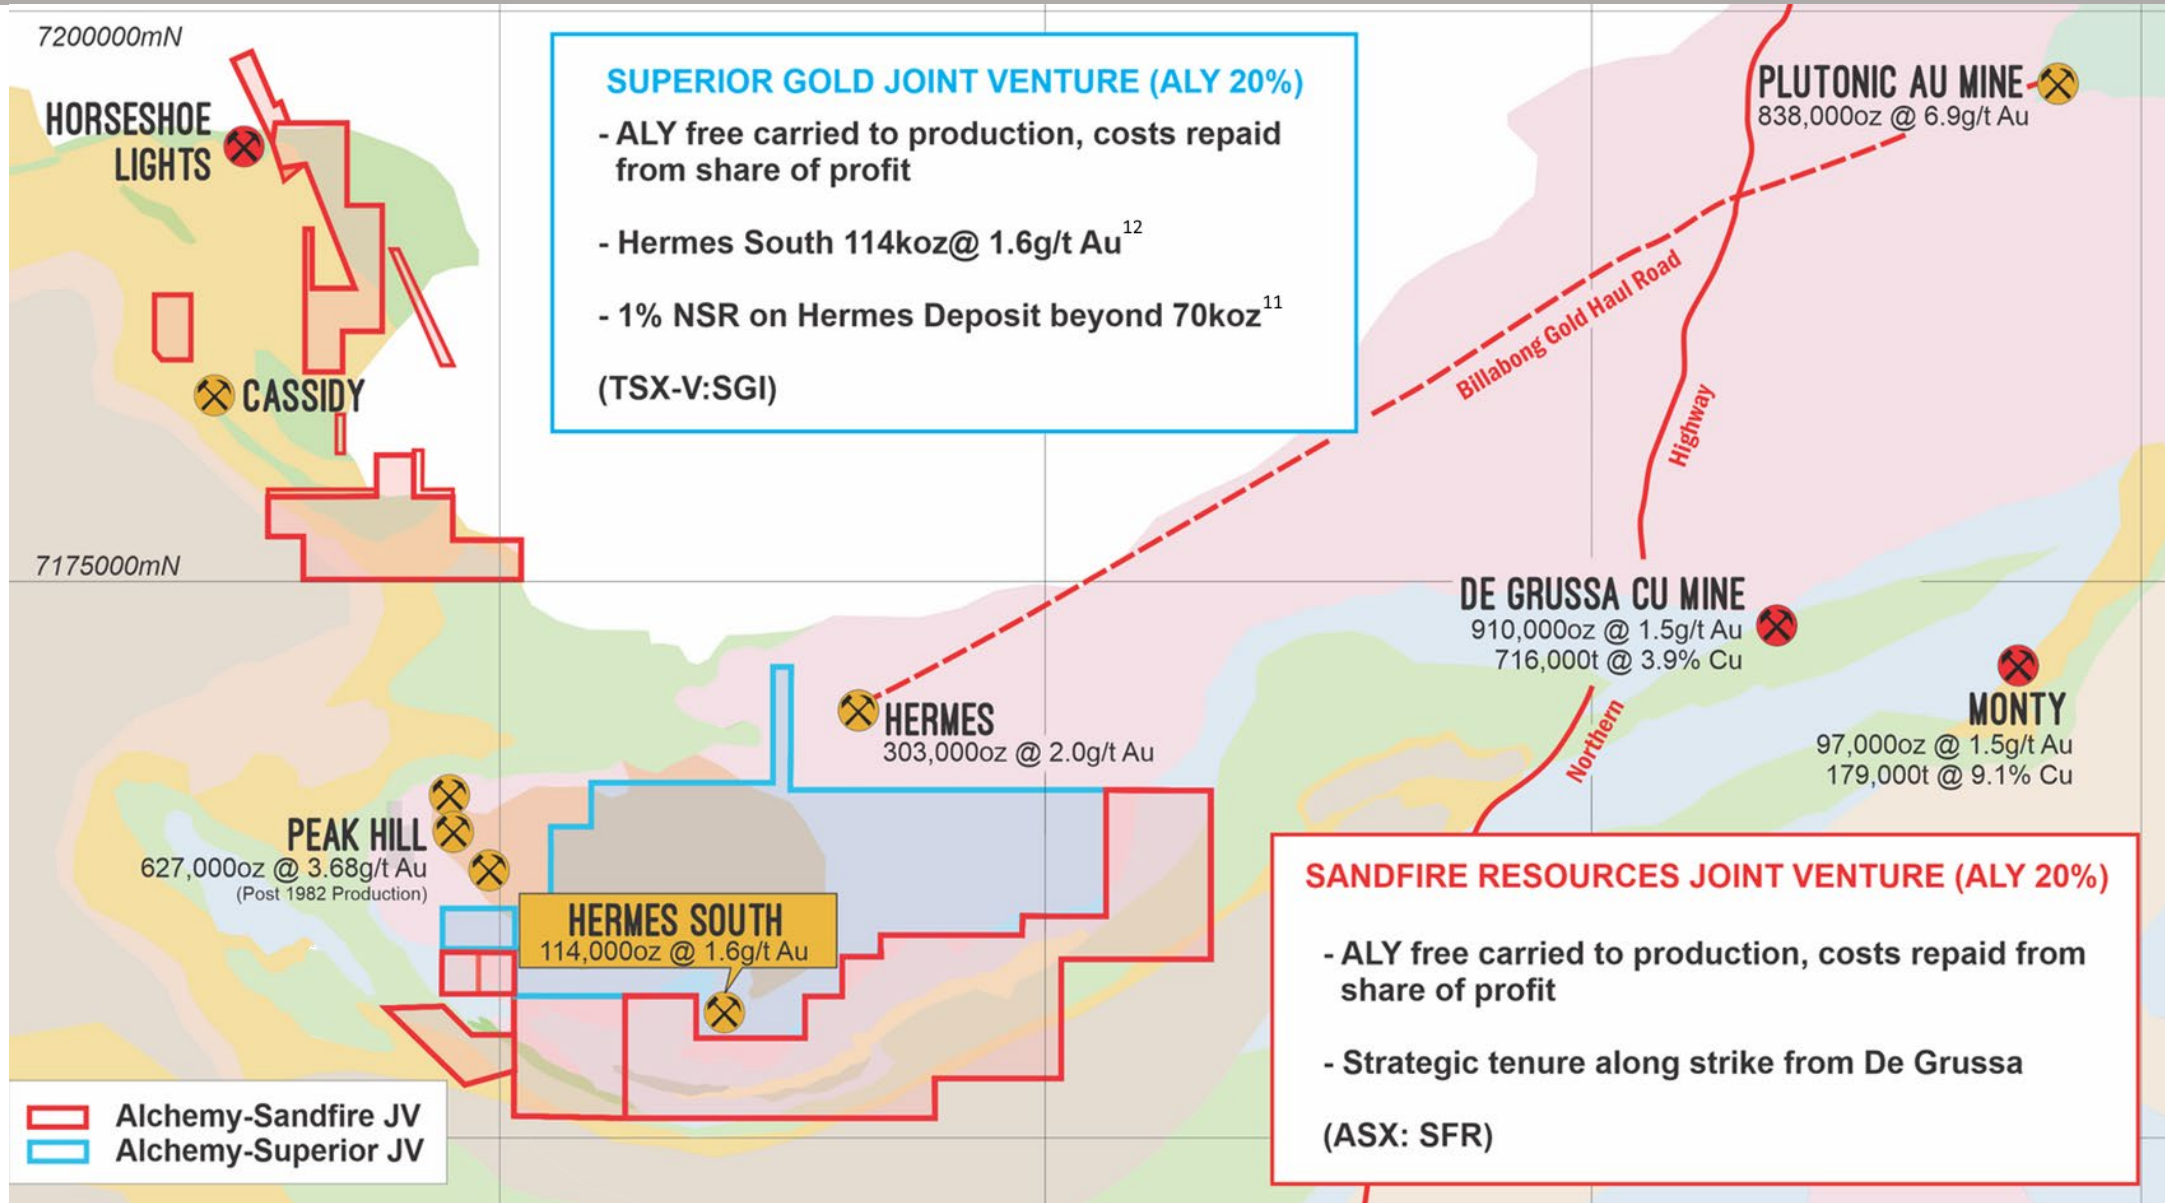 7200000mN
HORSESHOE
LIGHTS
SUPERIOR GOLD JOINT VENTURE (ALY 20%)
- ALY free carried to production, costs repaid
from share of profit
- Hermes South 114koz@ 1.6g/t Au12
- 1% NSR on Hermes Deposit beyond 70koz11
(TSX-V:SGI)
PLUTONIC AU MINE
838,000oz @ 6.9g/t Au
Billabong Gold Haul Road
Highway
CASSIDY
7175000mN
DE GRUSSA CU MINE
910,000oz @ 1.5g/t Au
716,000t @ 3.9% Cu
MONTY
97,000oz @ 1.5g/t Au
179,000t @ 9.1% Cu
Northern
HERMES
303,000oz @ 2.0g/t Au
PEAK HILL
627,000oz @ 3.68g/t Au
(Post 1982 Production)
HERMES SOUTH
114,000oz @ 1.6g/t Au
SANDFIRE RESOURCES JOINT VENTURE (ALY 20%)
- ALY free carried to production, costs repaid from
share of profit
- Strategic tenure along strike from De Grussa
(ASX: SFR)
Alchemy-Sandfire JV
Alchemy-Superior JV